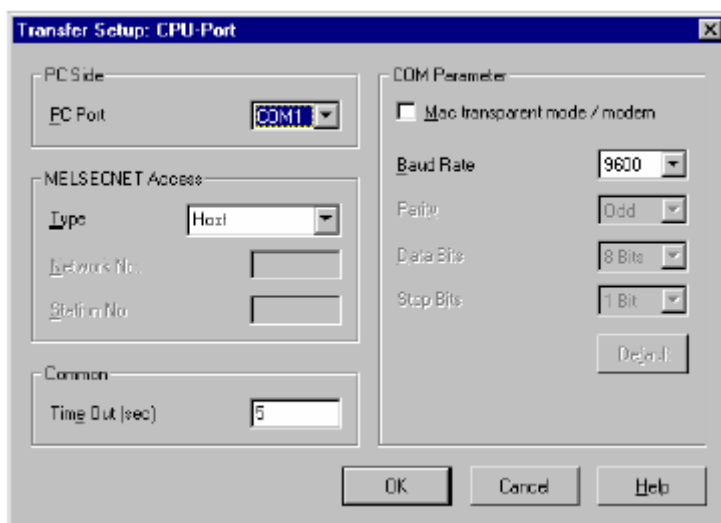 Transfer Setup: CPU-Port
PC Side
PC Port
COM1
MELSECNET Access
Type
Host
Network No.
Station No
Common
Time Out (sec)
5
COM Parameter
Mac transparent mode / modem
Baud Rate
9600
Parity
Odd
Data Bits
8 Bits
Stop Bits
1 Bit
Default
OK
Cancel
Help